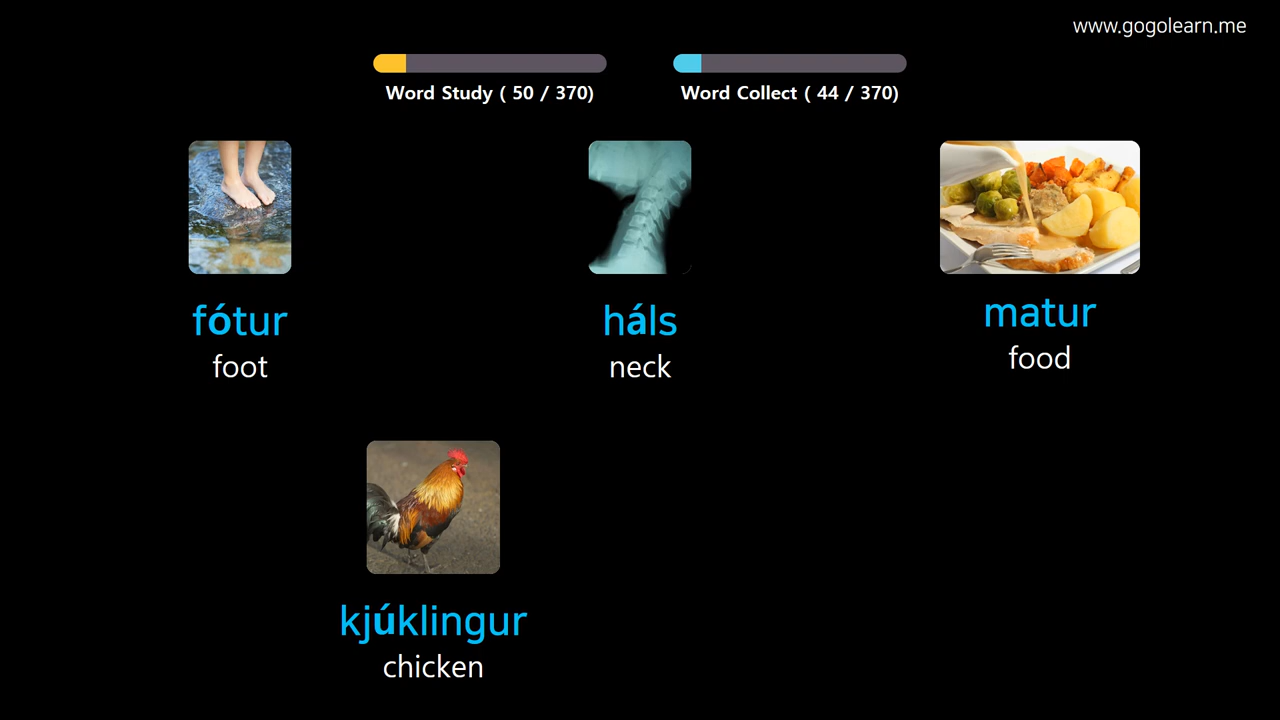 www.gogolearn.me
Word Study ( 50 / 370)
Word Collect ( 44 / 370)
fótur
foot
háls
neck
matur
food
kjúklingur
chicken